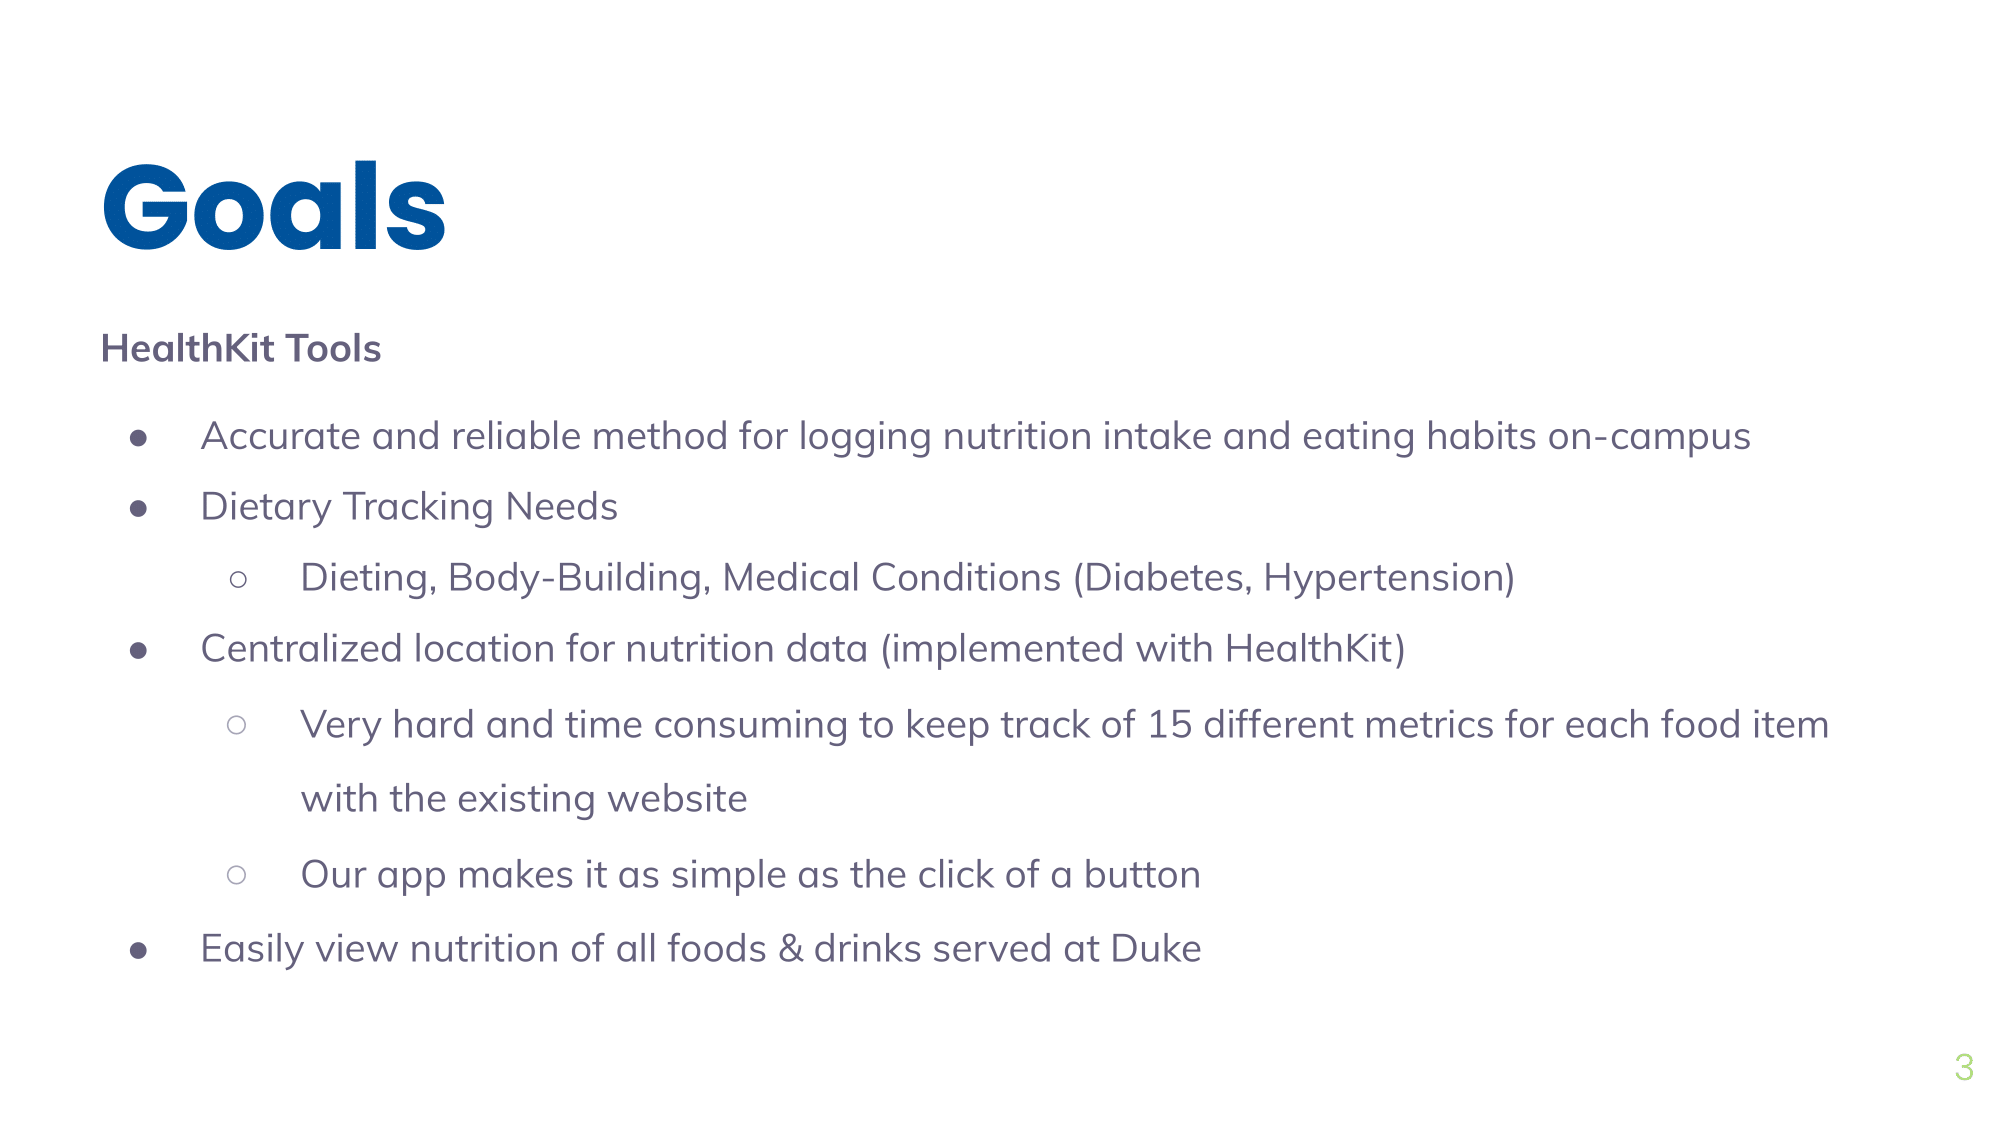 Goals
HealthKit Tools
● Accurate and reliable method for logging nutrition intake and eating habits on-campus
● Dietary Tracking Needs
○ Dieting, Body-Building, Medical Conditions (Diabetes, Hypertension)
● Centralized location for nutrition data (implemented with HealthKit)
○ Very hard and time consuming to keep track of 15 different metrics for each food item
with the existing website
○ Our app makes it as simple as the click of a button
● Easily view nutrition of all foods & drinks served at Duke
3